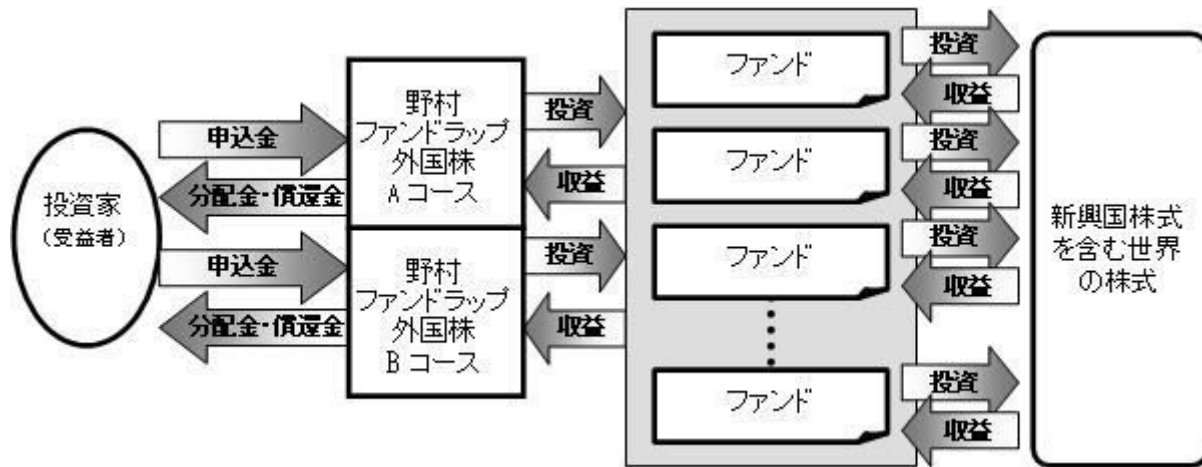 投資家
（受益者）
申込金
分配金・償還金
申込金
分配金・償還金
野村
ファンドラップ
外国株
A コース
野村
ファンドラップ
外国株
B コース
投資
収益
投資
収益
ファンド
ファンド
ファンド
ファンド
投資
収益
投資
収益
投資
収益
投資
収益
新興国株式
を含む世界
の株式